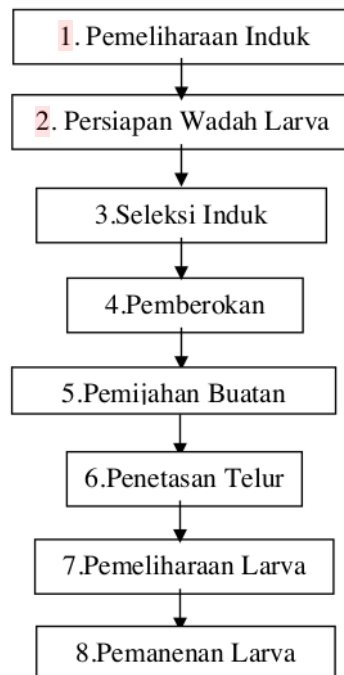 1. Pemeliharaan Induk
2. Persiapan Wadah Larva
3.Seleksi Induk
4.Pemberokan
5.Pemijahan Buatan
6.Penetasan Telur
7.Pemeliharaan Larva
8.Pemanenan Larva